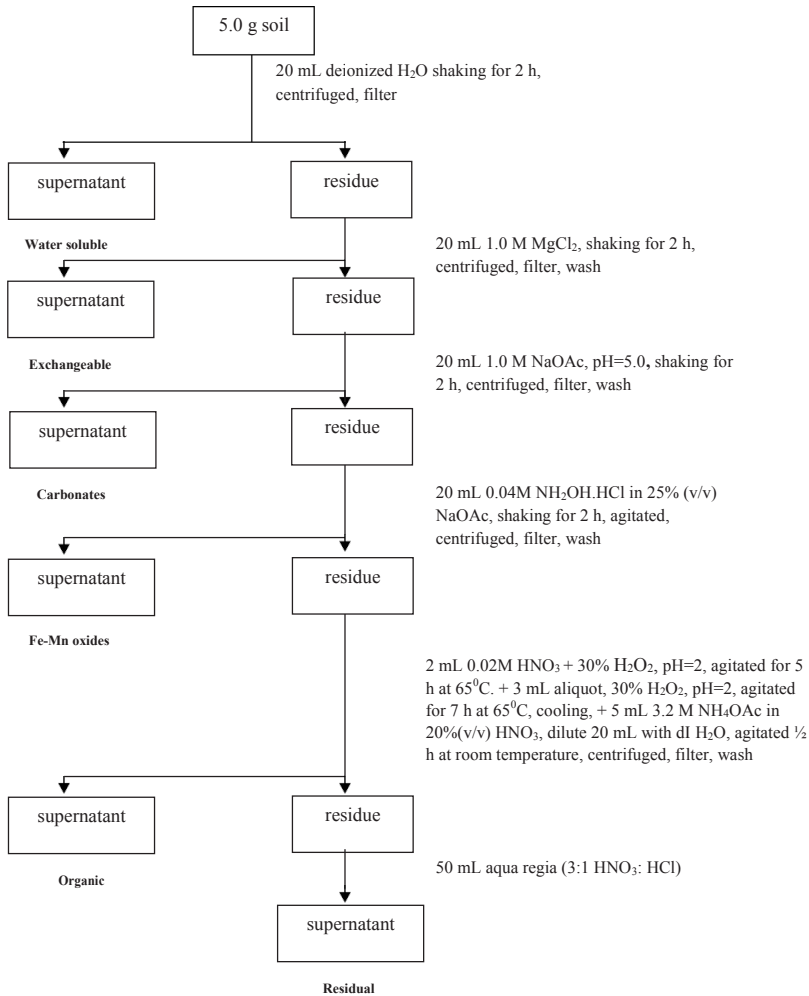 5.0 g soil
20 mL deionized H₂O shaking for 2 h,
centrifuged, filter
supernatant
residue
Water soluble
20 mL 1.0 M MgCl₂, shaking for 2 h,
centrifuged, filter, wash
supernatant
residue
Exchangeable
20 mL 1.0 M NaOAc, pH=5.0, shaking for
2 h, centrifuged, filter, wash
supernatant
residue
Carbonates
20 mL 0.04M NH₂OH.HCl in 25% (v/v)
NaOAc, shaking for 2 h, agitated,
centrifuged, filter, wash
supernatant
residue
Fe-Mn oxides
2 mL 0.02M HNO₃ + 30% H₂O₂, pH=2, agitated for 5
h at 65⁰C. + 3 mL aliquot, 30% H₂O₂, pH=2, agitated
for 7 h at 65⁰C, cooling, + 5 mL 3.2 M NH₄OAc in
20%(v/v) HNO₃, dilute 20 mL with dI H₂O, agitated ½
h at room temperature, centrifuged, filter, wash
supernatant
residue
Organic
50 mL aqua regia (3:1 HNO₃: HCl)
supernatant
Residual